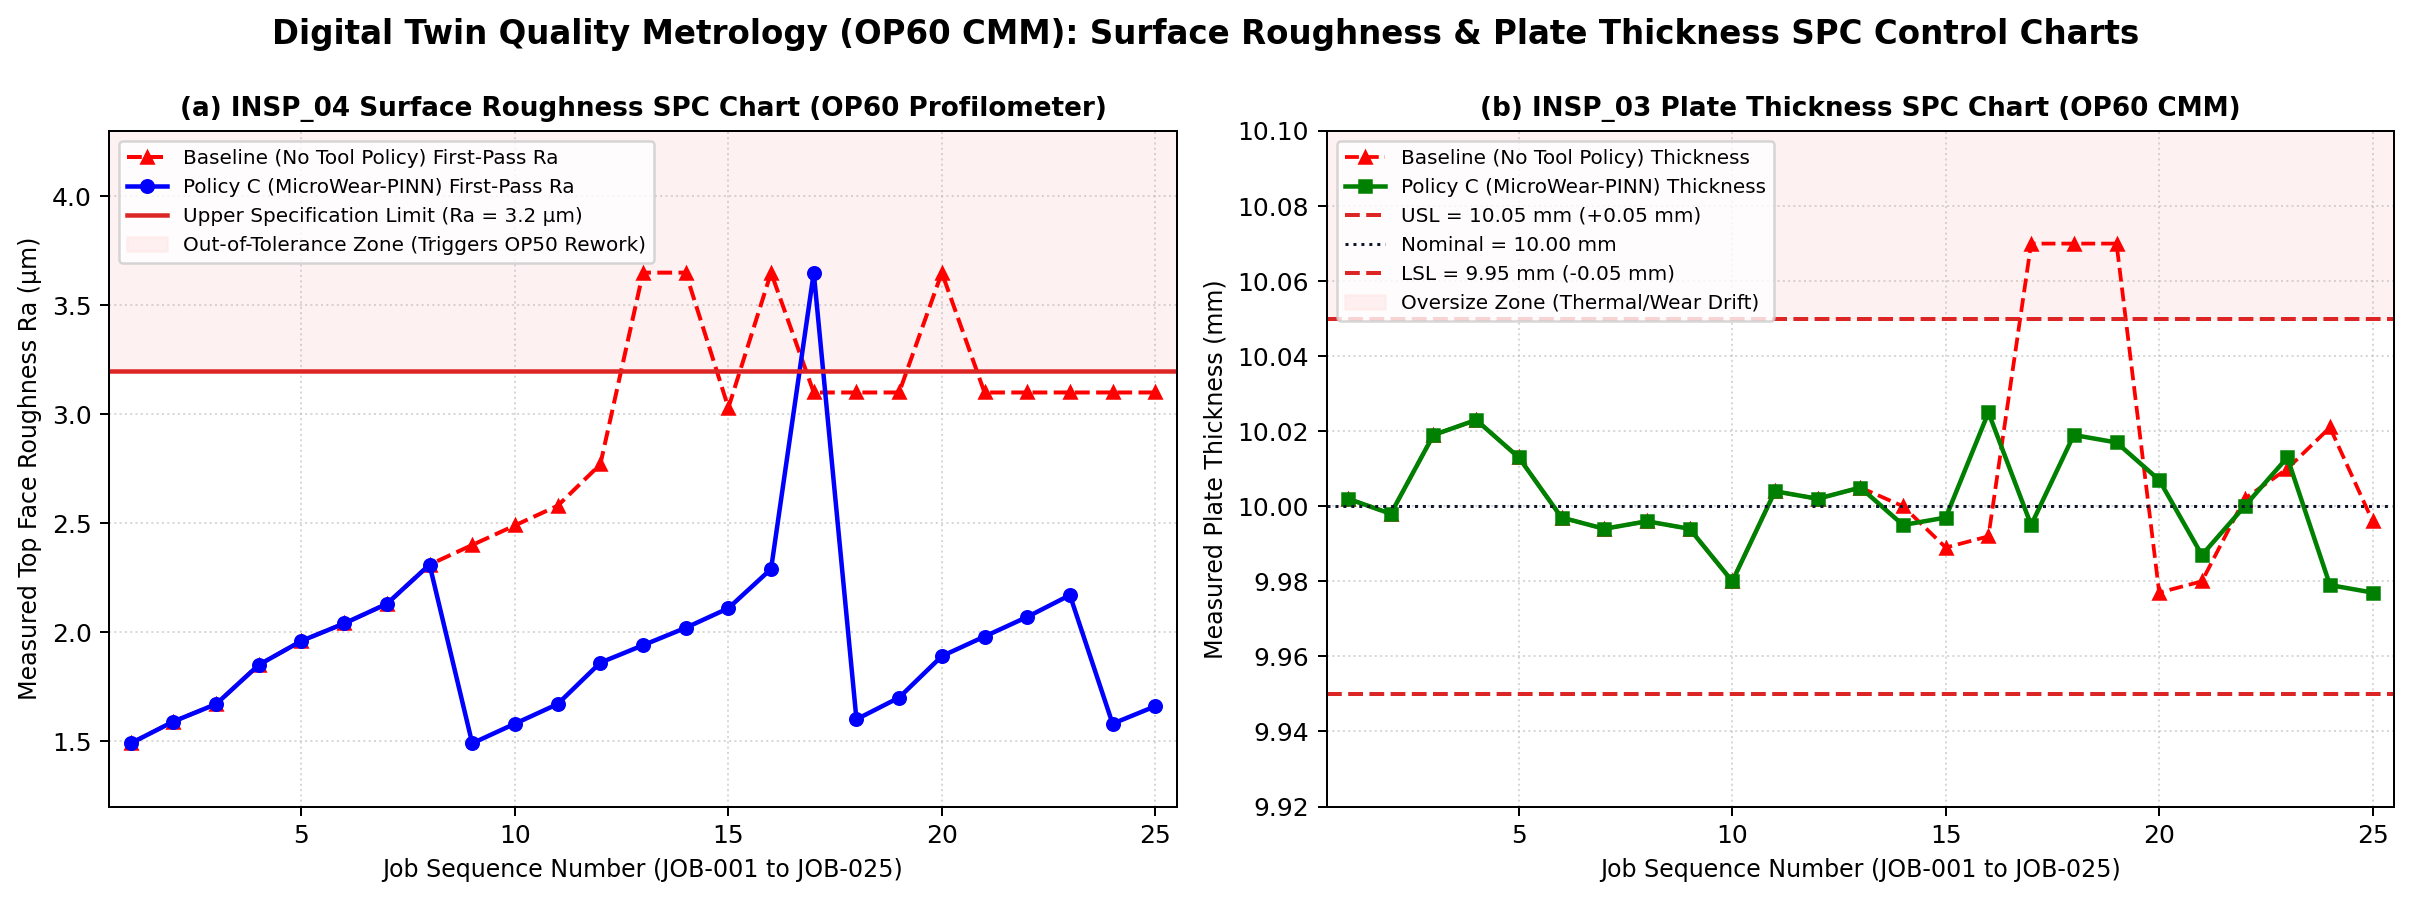 Digital Twin Quality Metrology (OP60 CMM): Surface Roughness & Plate Thickness SPC Control Charts
(a) INSP_04 Surface Roughness SPC Chart (OP60 Profilometer)
Baseline (No Tool Policy) First-Pass Ra
Policy C (MicroWear-PINN) First-Pass Ra
Upper Specification Limit (Ra = 3.2 μm)
Out-of-Tolerance Zone (Triggers OP50 Rework)
Measured Top Face Roughness Ra (μm)
4.0
3.5
3.0
2.5
2.0
1.5
5
10
15
20
25
Job Sequence Number (JOB-001 to JOB-025)
(b) INSP_03 Plate Thickness SPC Chart (OP60 CMM)
Baseline (No Tool Policy) Thickness
Policy C (MicroWear-PINN) Thickness
USL = 10.05 mm (+0.05 mm)
Nominal = 10.00 mm
LSL = 9.95 mm (-0.05 mm)
Oversize Zone (Thermal/Wear Drift)
Measured Plate Thickness (mm)
10.10
10.08
10.06
10.04
10.02
10.00
9.98
9.96
9.94
9.92
5
10
15
20
25
Job Sequence Number (JOB-001 to JOB-025)